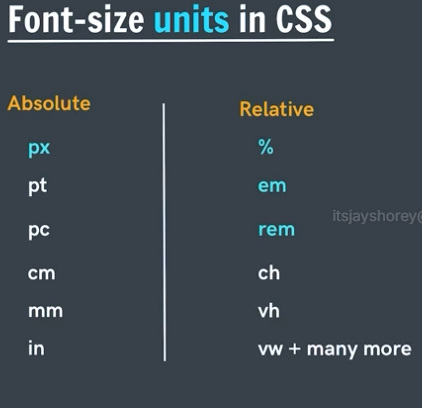 Font-size units in CSS
Absolute
px
pt
pc
cm
mm
in
Relative
%
em
rem
ch
vh
vw + many more
itsjayshorey@